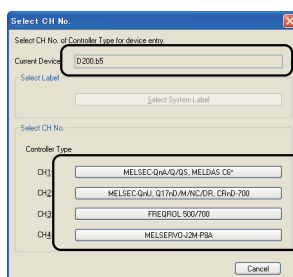 Select CH No.
Select CH No. of Controller Type for device entry.
Current Device D200.b5
Select Label
Select System Label
Select CH No.
Controller Type
CH1: MELSEC-QnA/Q/QS, MELDAS C6*
CH2: MELSEC-QnU, Q17nD/M/NC/DR, CRnD-700
CH3: FREQROL 500/700
CH4: MELSERVO-J2M-P8A
Cancel